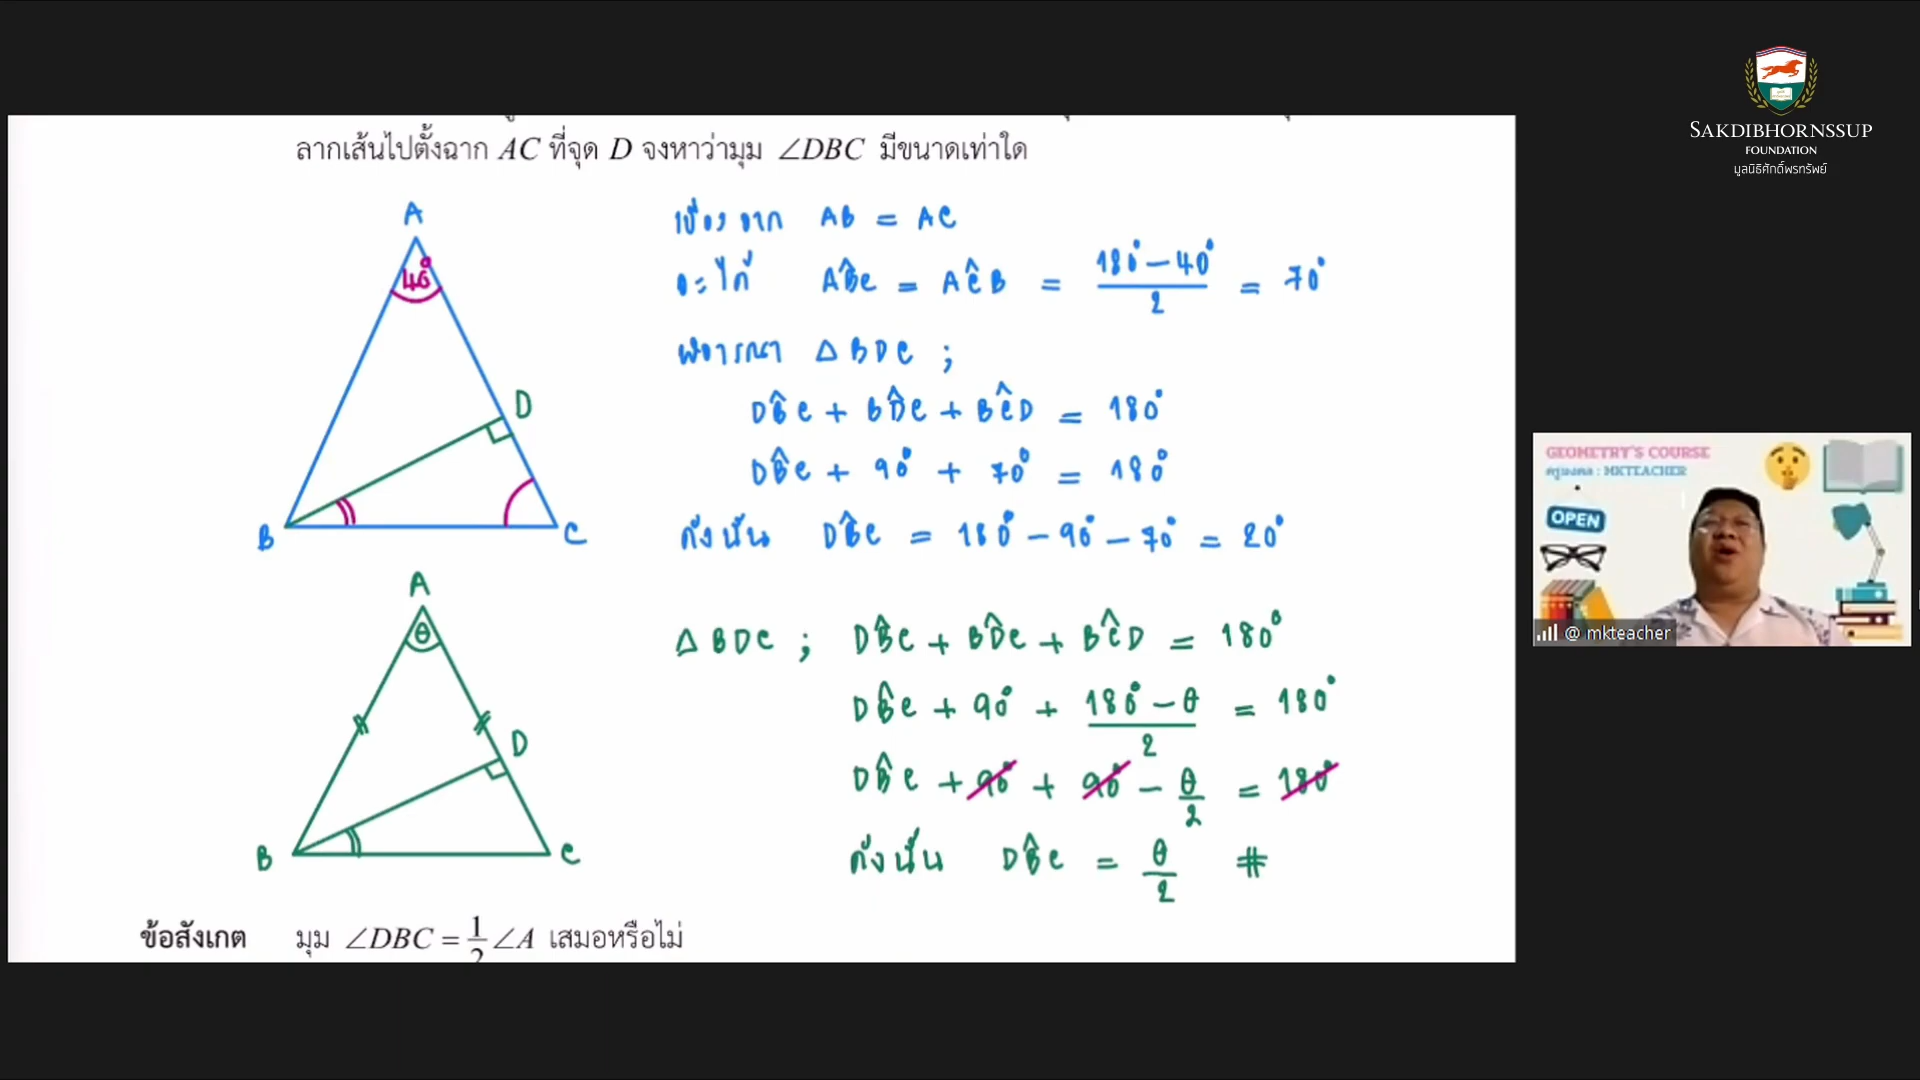 SAKDIBHORNSSUP
FOUNDATION
มูลนิธิศักดิ์พรทรัพย์
ลากเส้นไปตั้งฉาก AC ที่จุด D จงหาว่ามุม ∠DBC มีขนาดเท่าใด
A
40°
D
B
C
เนื่องจาก AB = AC
จะได้ AB̂C = AĈB = (180° − 40°)/2 = 70°
พิจารณา △BDC ;
DB̂C + BD̂C + BĈD = 180°
DB̂C + 90° + 70° = 180°
ดังนั้น DB̂C = 180° − 90° − 70° = 20°
A
θ
D
B
C
△BDC ; DB̂C + BD̂C + BĈD = 180°
DB̂C + 90° + (180° − θ)/2 = 180°
DB̂C + 90° + 90° − θ/2 = 180°
ดังนั้น DB̂C = θ/2 #
ข้อสังเกต มุม ∠DBC = 1/2 ∠A เสมอหรือไม่
GEOMETRY'S COURSE
ครูมงคล : MKTEACHER
OPEN
@ mkteacher